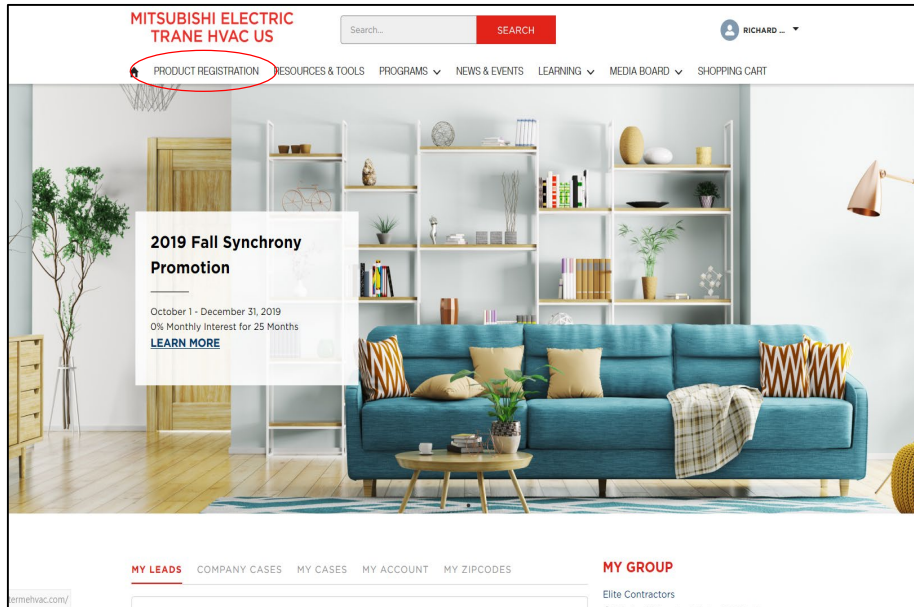 MITSUBISHI ELECTRIC
TRANE HVAC US
Search...
SEARCH
RICHARD ...
PRODUCT REGISTRATION RESOURCES & TOOLS PROGRAMS NEWS & EVENTS LEARNING MEDIA BOARD SHOPPING CART
2019 Fall Synchrony
Promotion
October 1 - December 31, 2019
0% Monthly Interest for 25 Months
LEARN MORE
MY LEADS COMPANY CASES MY CASES MY ACCOUNT MY ZIPCODES
MY GROUP
Elite Contractors
termehvac.com/